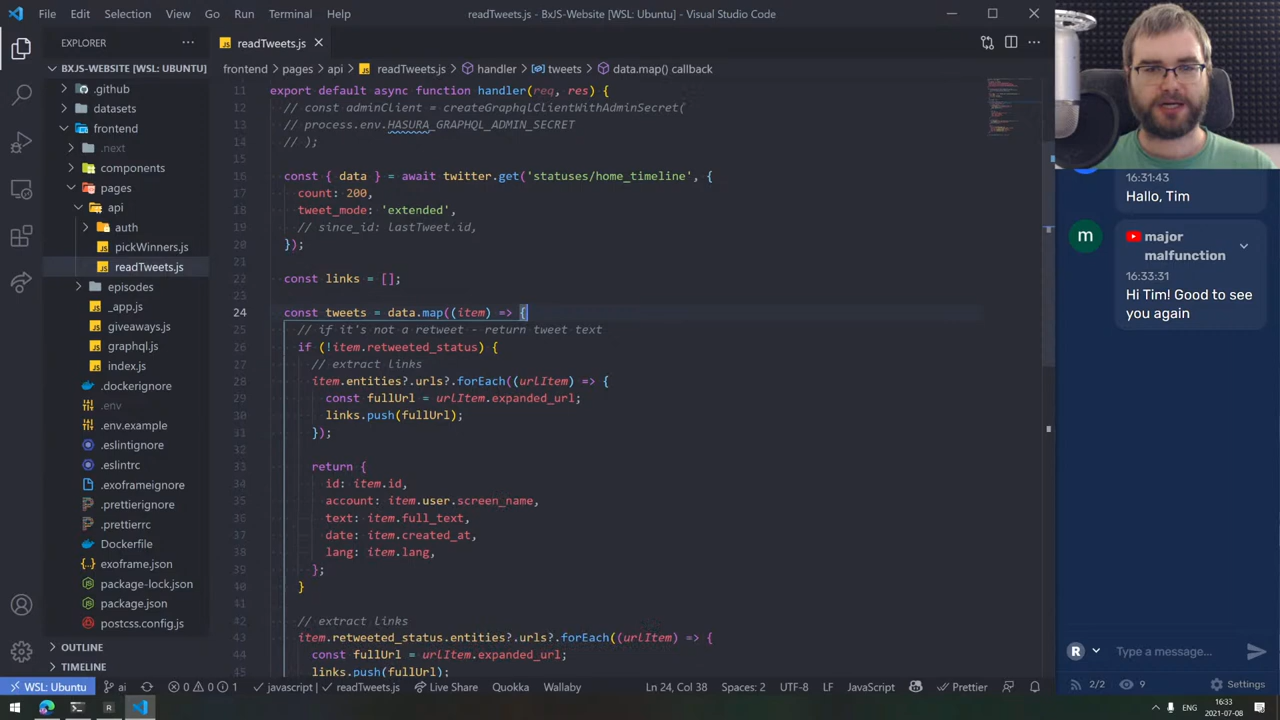 File Edit Selection View Go Run Terminal Help
readTweets.js - BxJS-Website [WSL: Ubuntu] - Visual Studio Code
EXPLORER
BXJS-WEBSITE [WSL: UBUNTU]
.github
datasets
frontend
.next
components
pages
api
auth
JS pickWinners.js
JS readTweets.js
episodes
JS _app.js
JS giveaways.js
JS graphql.js
JS index.js
.dockerignore
.env
.env.example
.eslintignore
.eslintrc
.exoframeignore
.prettierignore
.prettierrc
Dockerfile
exoframe.json
package-lock.json
package.json
postcss.config.js
OUTLINE
TIMELINE
JS readTweets.js
frontend > pages > api > JS readTweets.js > handler > tweets > data.map() callback
11 export default async function handler(req, res) {
12 // const adminClient = createGraphqlClientWithAdminSecret(
13 // process.env.HASURA_GRAPHQL_ADMIN_SECRET
14 // );
15
16 const { data } = await twitter.get('statuses/home_timeline', {
17 count: 200,
18 tweet_mode: 'extended',
19 // since_id: lastTweet.id,
20 });
21
22 const links = [];
23
24 const tweets = data.map((item) => {
25 // if it's not a retweet - return tweet text
26 if (!item.retweeted_status) {
27 // extract links
28 item.entities?.urls?.forEach((urlItem) => {
29 const fullUrl = urlItem.expanded_url;
30 links.push(fullUrl);
31 });
32
33 return {
34 id: item.id,
35 account: item.user.screen_name,
36 text: item.full_text,
37 date: item.created_at,
38 lang: item.lang,
39 };
40 }
41
42 // extract links
43 item.retweeted_status.entities?.urls?.forEach((urlItem) => {
44 const fullUrl = urlItem.expanded_url;
45 links.push(fullUrl);
16:31:43
Hallo, Tim
m
major malfunction
16:33:31
Hi Tim! Good to see
you again
R Type a message...
2/2 9 Settings
WSL: Ubuntu ai 0 0 1 javascript | readTweets.js Live Share Quokka Wallaby Ln 24, Col 38 Spaces: 2 UTF-8 LF JavaScript Prettier
ENG 16:33
2021-07-08